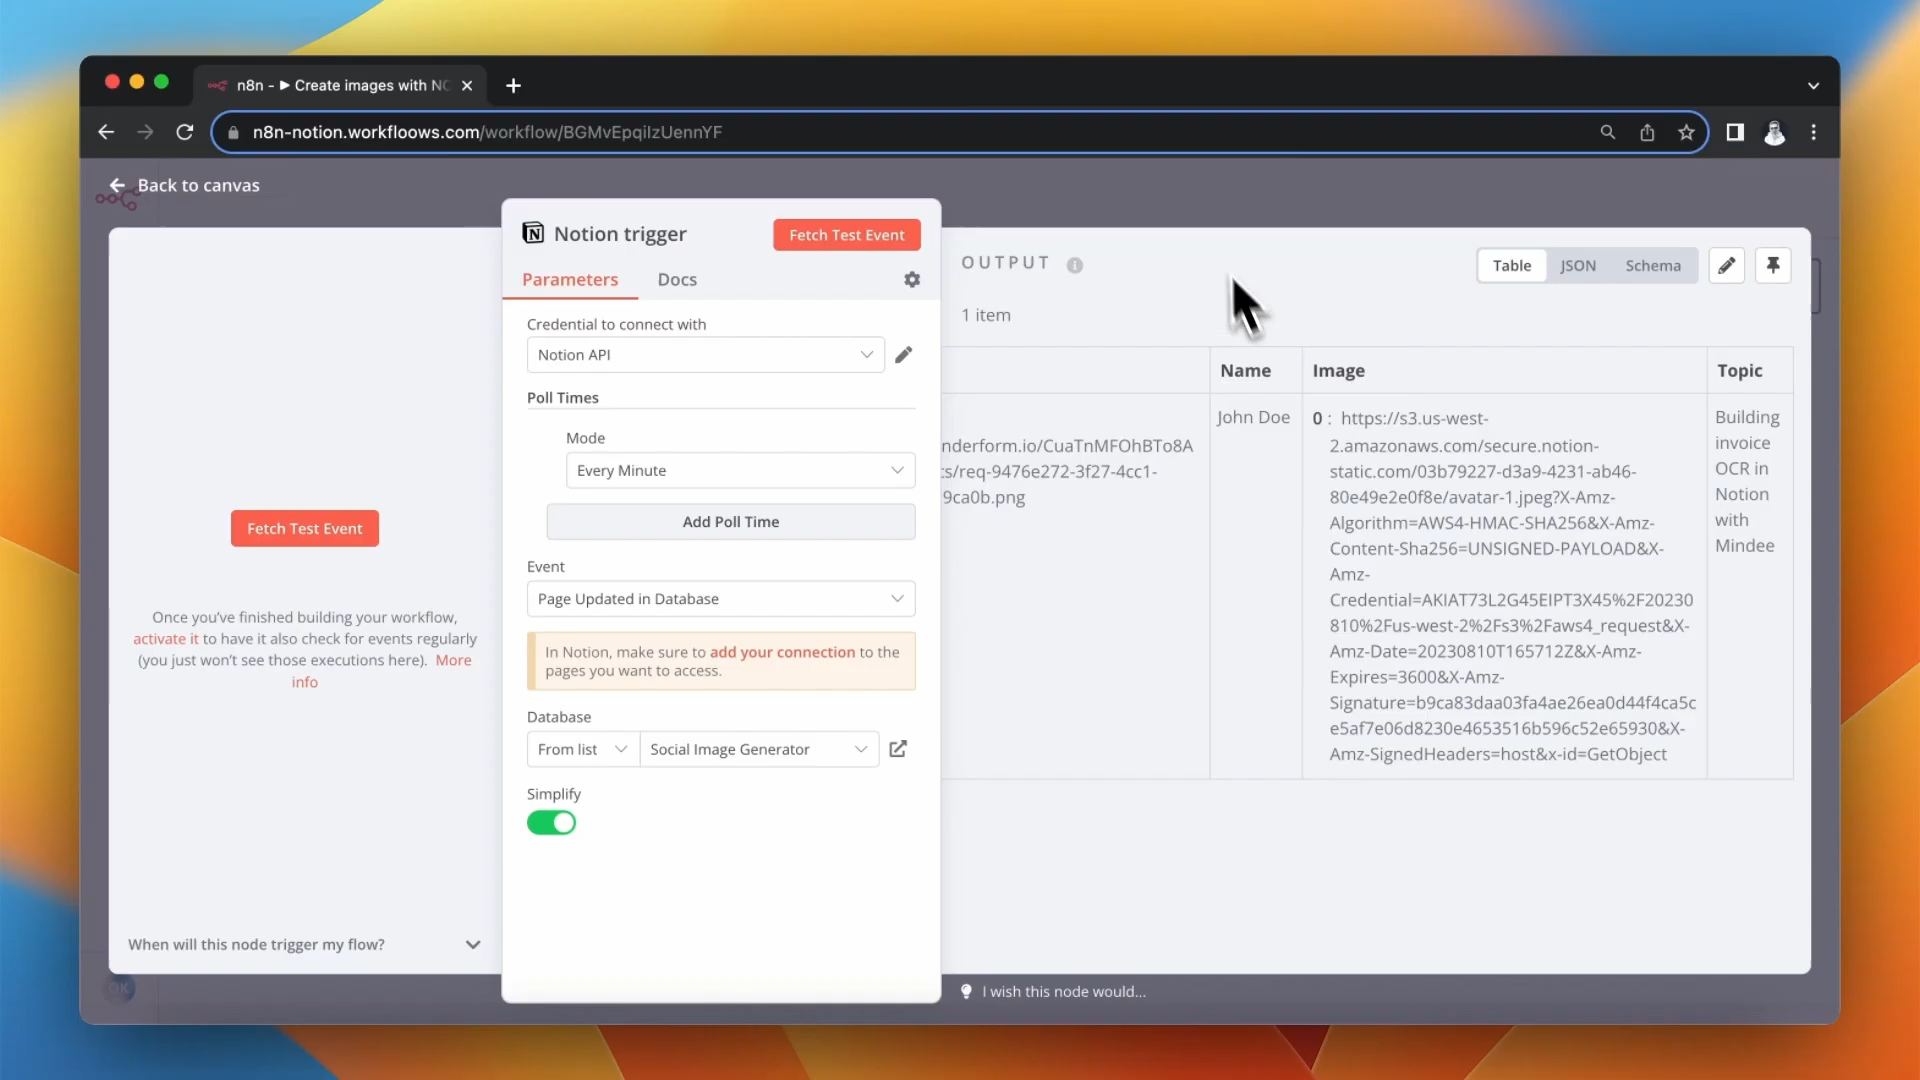 n8n - ▶ Create images with NO
n8n-notion.workfloows.com/workflow/BGMvEpqiIzUennYF
Back to canvas
Fetch Test Event
Once you've finished building your workflow,
activate it to have it also check for events regularly
(you just won't see those executions here). More
info
When will this node trigger my flow?
Notion trigger
Fetch Test Event
Parameters
Docs
Credential to connect with
Notion API
Poll Times
Mode
Every Minute
Add Poll Time
Event
Page Updated in Database
In Notion, make sure to add your connection to the
pages you want to access.
Database
From list
Social Image Generator
Simplify
OUTPUT
Table
JSON
Schema
1 item
Name
Image
Topic
nderform.io/CuaTnMFOhBTo8A
:s/req-9476e272-3f27-4cc1-
9ca0b.png
John Doe
0 : https://s3.us-west-
2.amazonaws.com/secure.notion-
static.com/03b79227-d3a9-4231-ab46-
80e49e2e0f8e/avatar-1.jpeg?X-Amz-
Algorithm=AWS4-HMAC-SHA256&X-Amz-
Content-Sha256=UNSIGNED-PAYLOAD&X-
Amz-
Credential=AKIAT73L2G45EIPT3X45%2F20230
810%2Fus-west-2%2Fs3%2Faws4_request&X-
Amz-Date=20230810T165712Z&X-Amz-
Expires=3600&X-Amz-
Signature=b9ca83daa03fa4ae26ea0d44f4ca5c
e5af7e06d8230e4653516b596c52e65930&X-
Amz-SignedHeaders=host&x-id=GetObject
Building
invoice
OCR in
Notion
with
Mindee
I wish this node would...